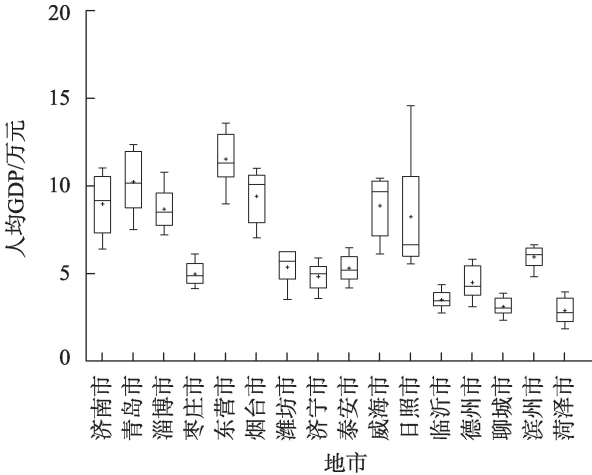 人均GDP/万元
20
15
10
5
0
济南市
青岛市
淄博市
枣庄市
东营市
烟台市
潍坊市
济宁市
泰安市
威海市
日照市
临沂市
德州市
聊城市
滨州市
菏泽市
地市